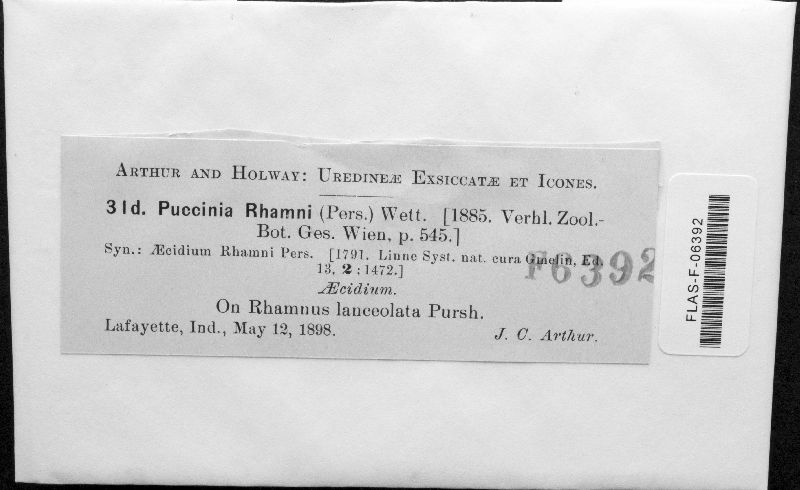 ARTHUR AND HOLWAY: UREDINEÆ EXSICCATÆ ET ICONES.
31d. Puccinia Rhamni (Pers.) Wett. [1885. Verhl. Zool.-
Bot. Ges. Wien, p. 545.]
Syn.: Æcidium Rhamni Pers. [1791. Linne Syst. nat. cura Gmelin, Ed.
13, 2 : 1472.]
F6392
Æcidium.
On Rhamnus lanceolata Pursh.
Lafayette, Ind., May 12, 1898.
J. C. Arthur.
FLAS-F-06392